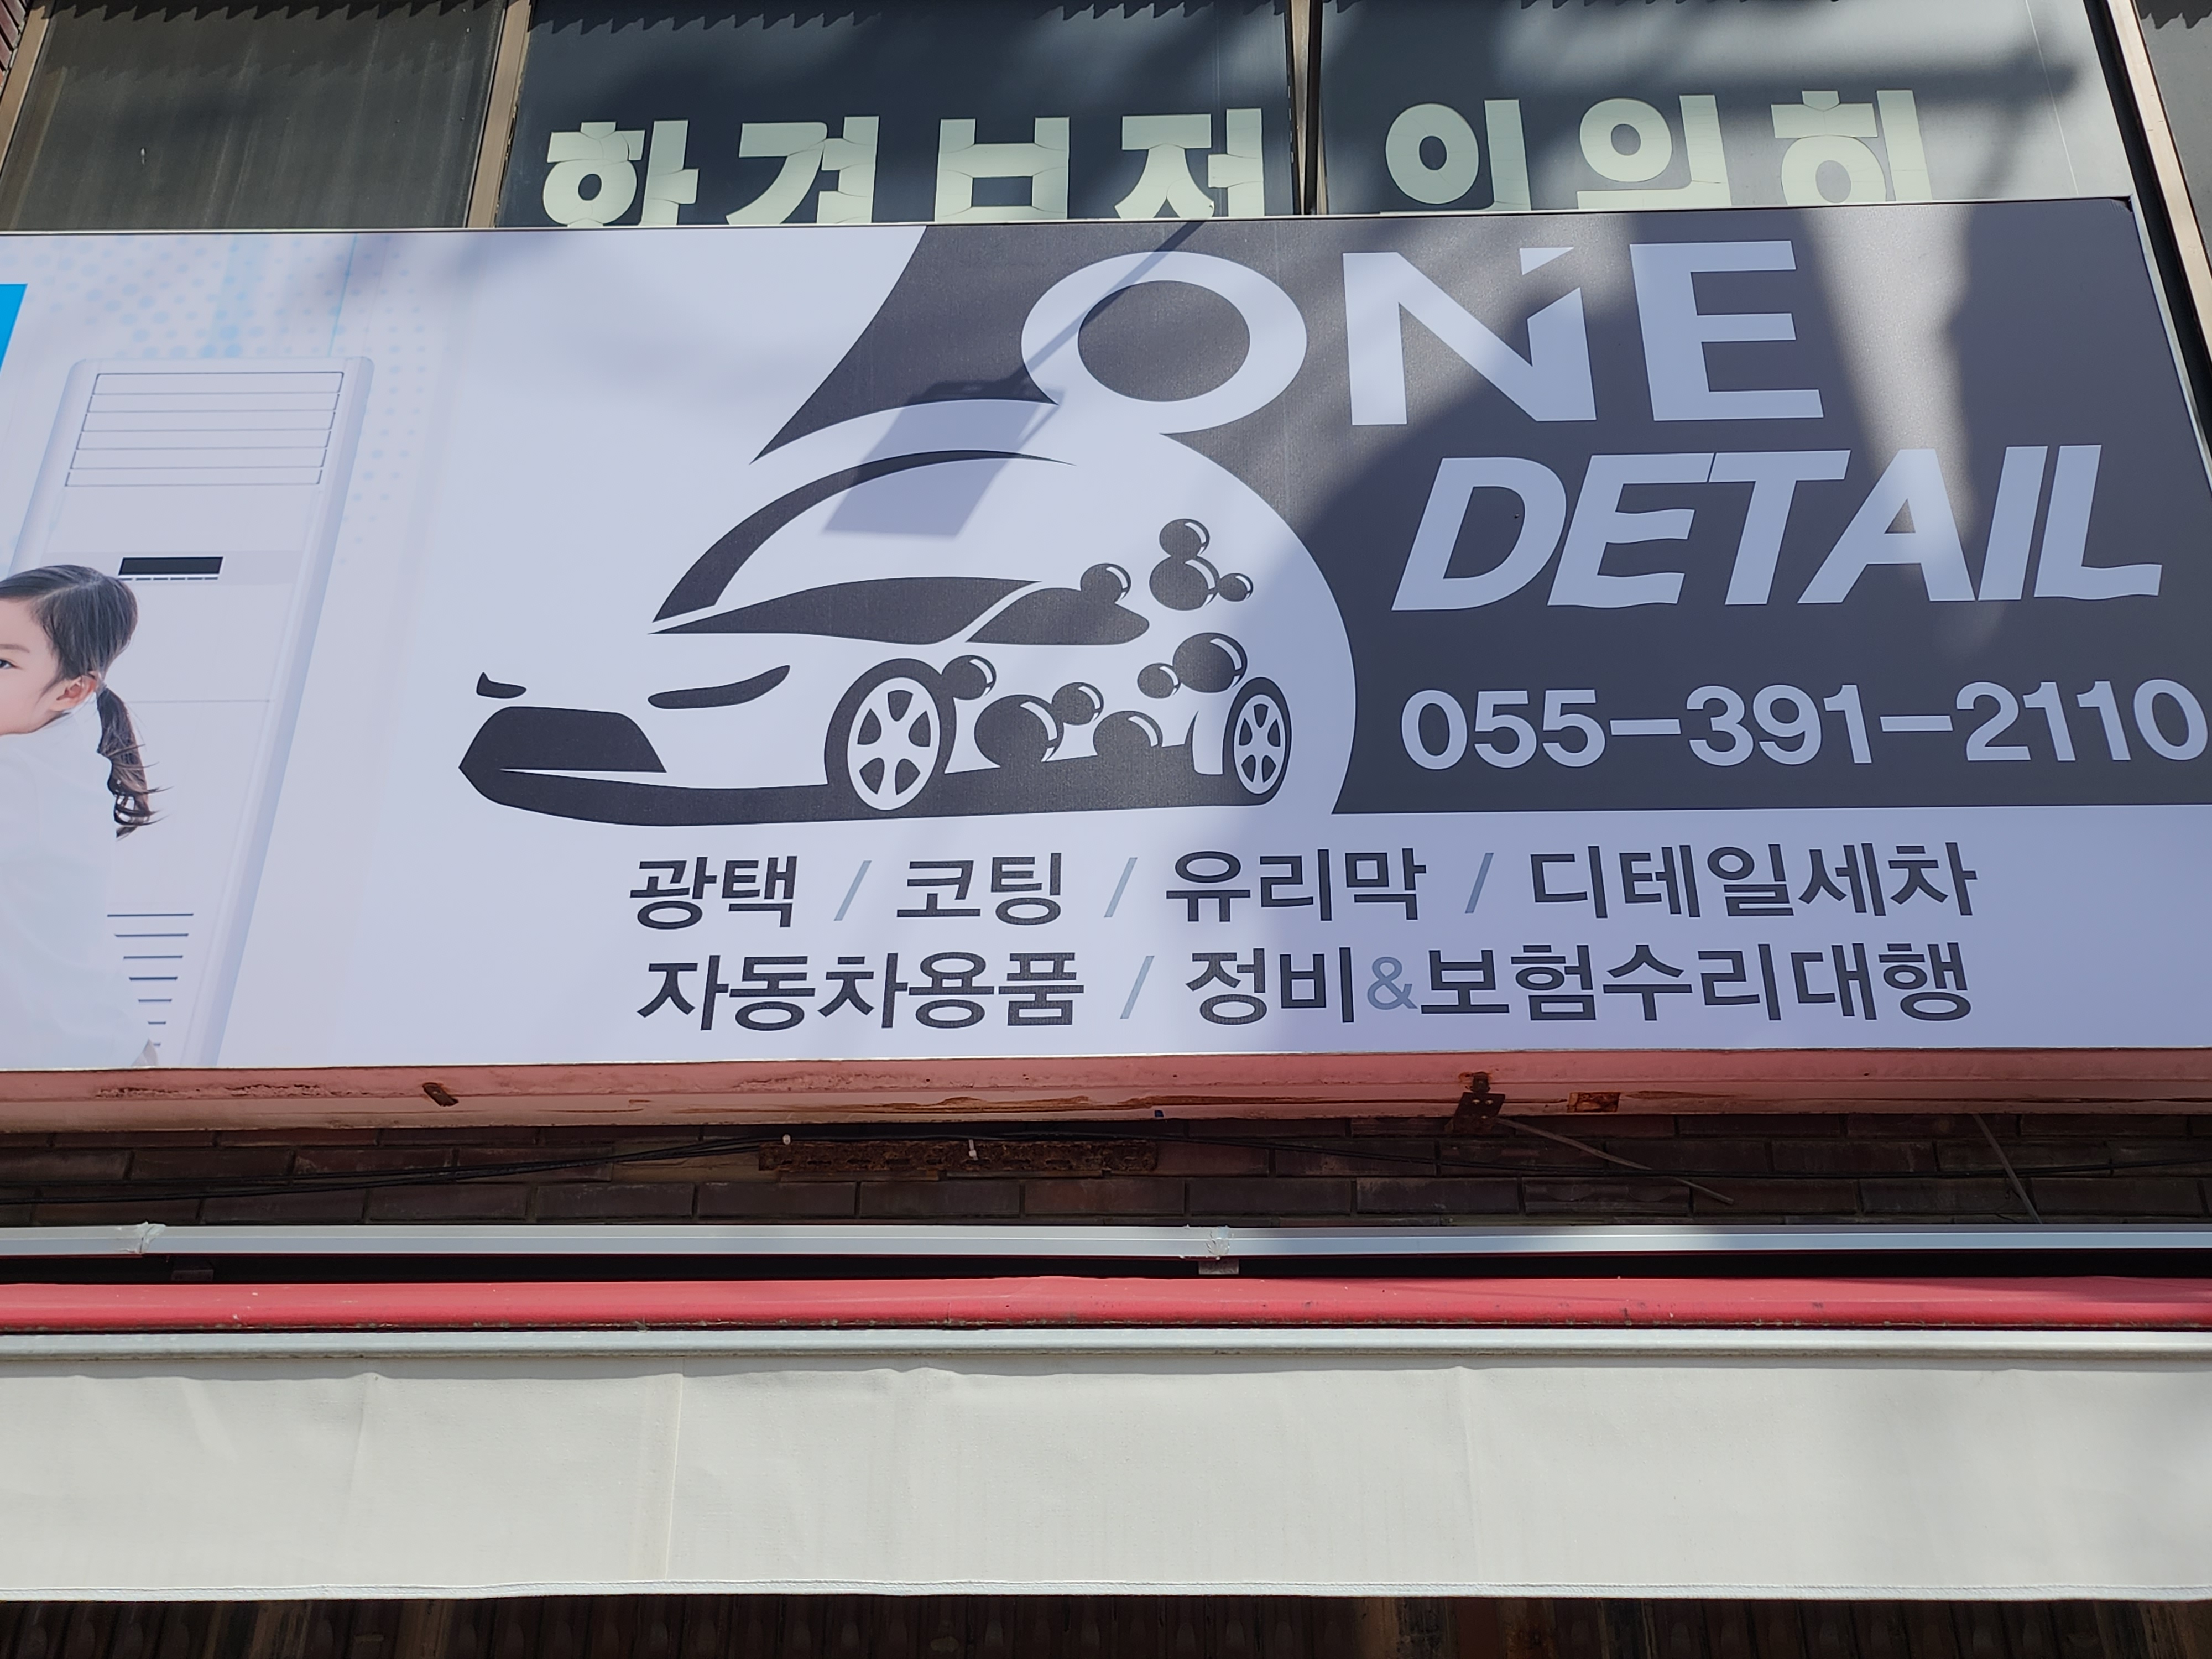 ONE
DETAIL
055-391-2110
광택 / 코팅 / 유리막 / 디테일세차
자동차용품 / 정비&보험수리대행